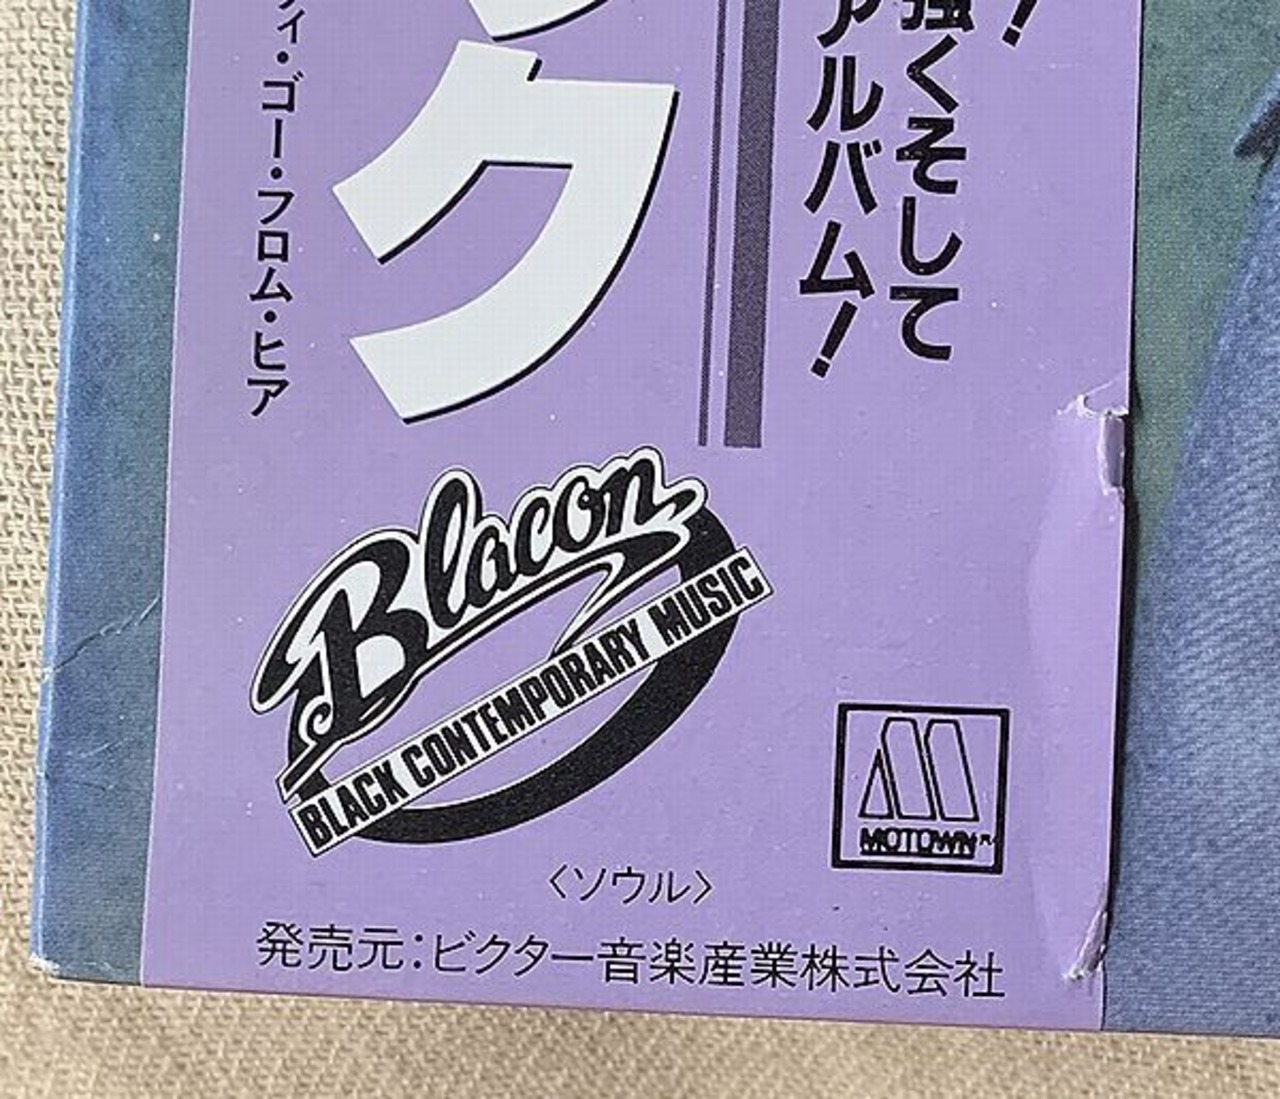 ！
強くそして
アルバム！
ク
ィ・ゴー・フロム・ヒア
Blacon
BLACK CONTEMPORARY MUSIC
MOTOWN
〈ソウル〉
発売元：ビクター音楽産業株式会社